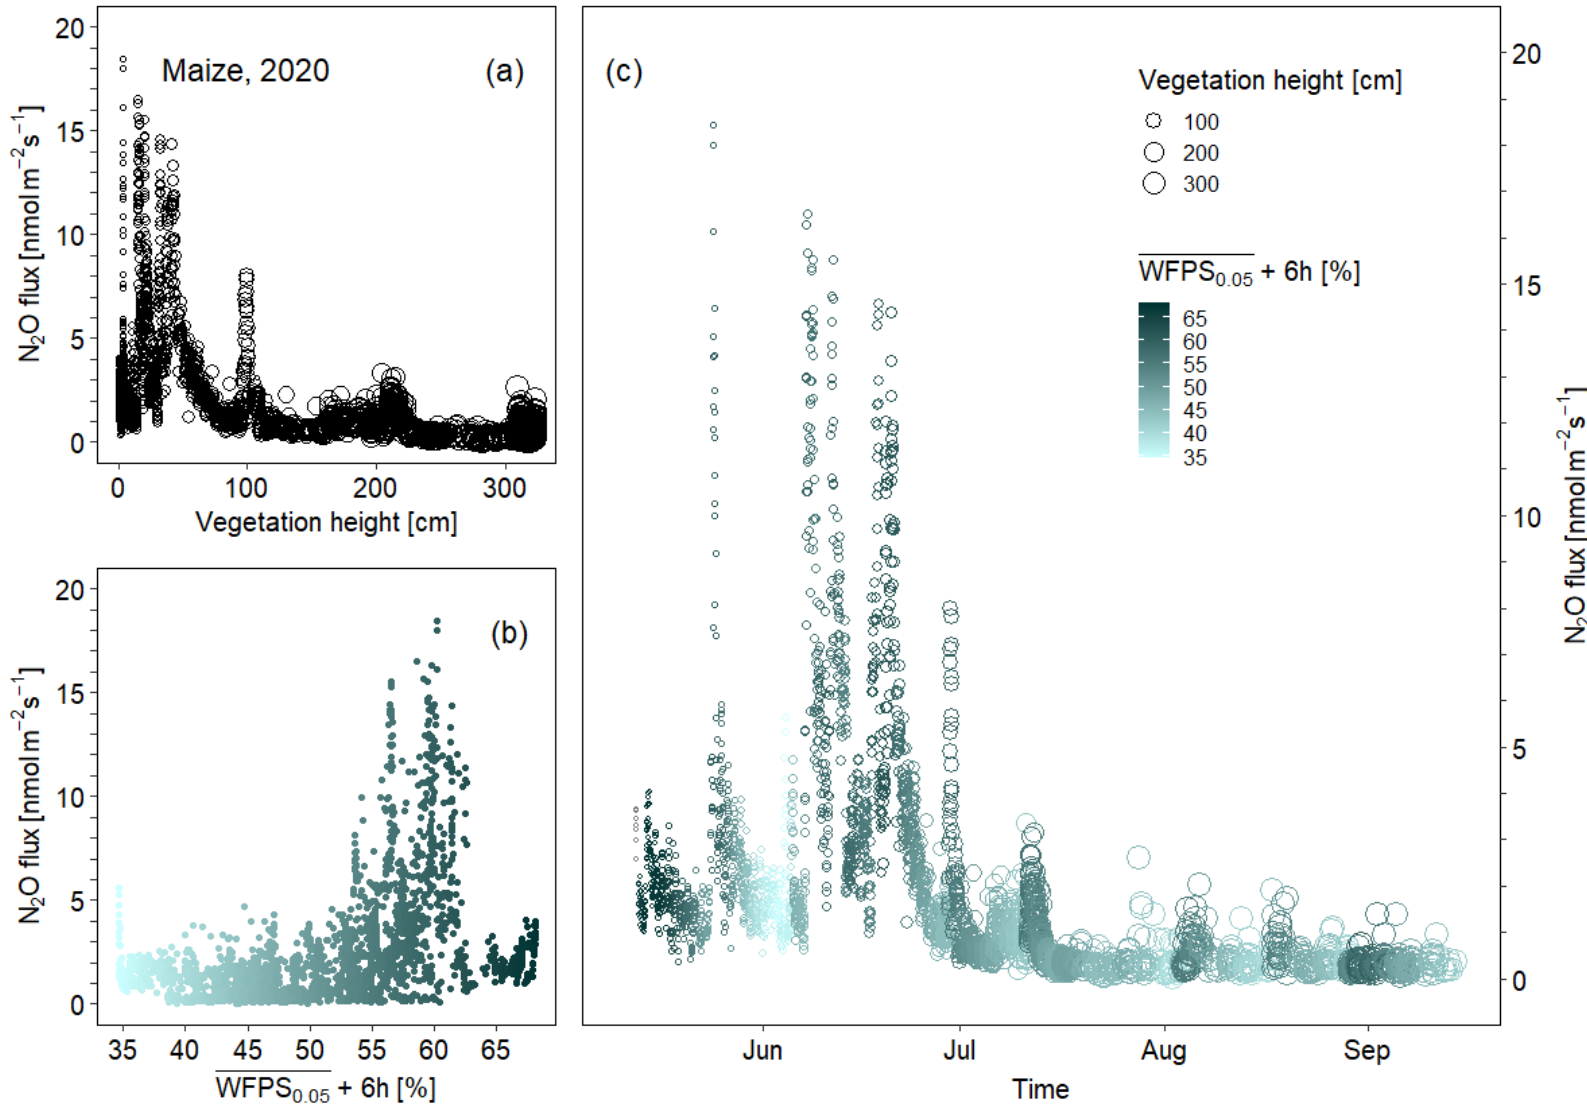 Maize, 2020
(a)
20
15
10
5
0
N₂O flux [nmol m⁻² s⁻¹]
0 100 200 300
Vegetation height [cm]
(b)
20
15
10
5
0
N₂O flux [nmol m⁻² s⁻¹]
35 40 45 50 55 60 65
WFPS₀.₀₅ + 6h [%]
(c)
Vegetation height [cm]
100
200
300
WFPS₀.₀₅ + 6h [%]
65
60
55
50
45
40
35
20
15
10
5
0
N₂O flux [nmol m⁻² s⁻¹]
Jun Jul Aug Sep
Time